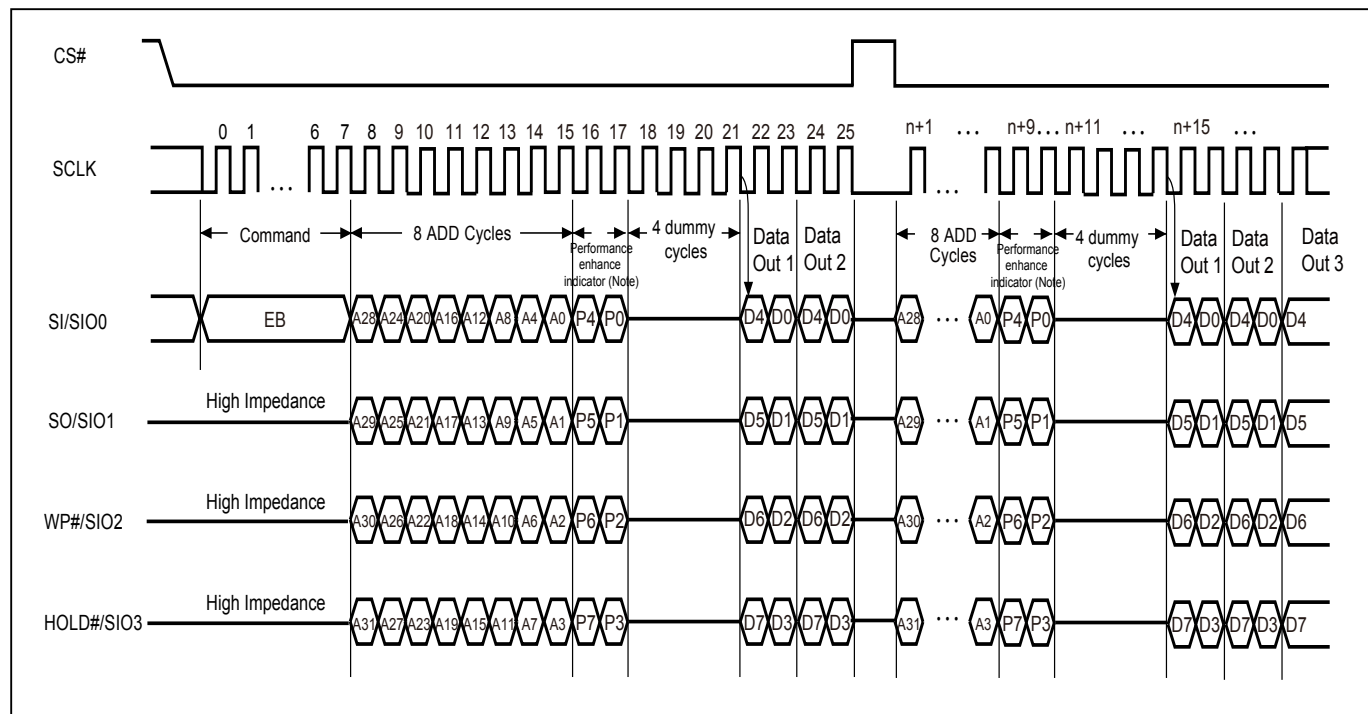 CS#
0 1 6 7 8 9 10 11 12 13 14 15 16 17 18 19 20 21 22 23 24 25 n+1 ... n+9... n+11 ... n+15 ...
SCLK
...
...
Command
8 ADD Cycles
Performance
enhance
indicator (Note)
4 dummy
cycles
Data
Out 1
Data
Out 2
8 ADD
Cycles
Performance
enhance
indicator (Note)
4 dummy
cycles
Data
Out 1
Data
Out 2
Data
Out 3
SI/SIO0 EB A28 A24 A20 A16 A12 A8 A4 A0 P4 P0 D4 D0 D4 D0 A28 ... A0 P4 P0 D4 D0 D4 D0 D4
High Impedance
SO/SIO1 A29 A25 A21 A17 A13 A9 A5 A1 P5 P1 D5 D1 D5 D1 A29 ... A1 P5 P1 D5 D1 D5 D1 D5
High Impedance
WP#/SIO2 A30 A26 A22 A18 A14 A10 A6 A2 P6 P2 D6 D2 D6 D2 A30 ... A2 P6 P2 D6 D2 D6 D2 D6
High Impedance
HOLD#/SIO3 A31 A27 A23 A19 A15 A11 A7 A3 P7 P3 D7 D3 D7 D3 A31 ... A3 P7 P3 D7 D3 D7 D3 D7